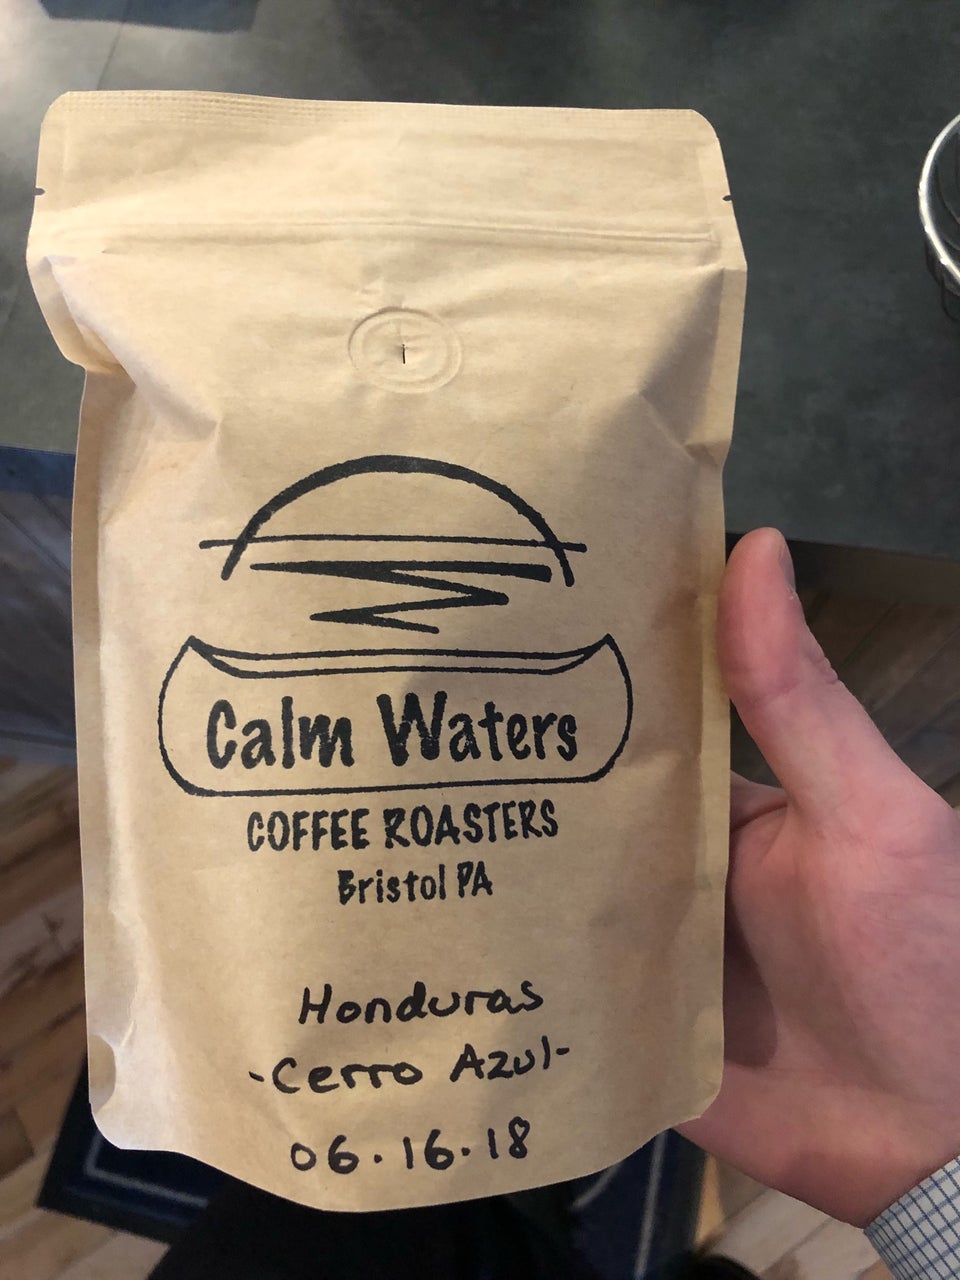 Calm Waters
COFFEE ROASTERS
Bristol PA
Honduras
-Cerro Azul-
06.16.18